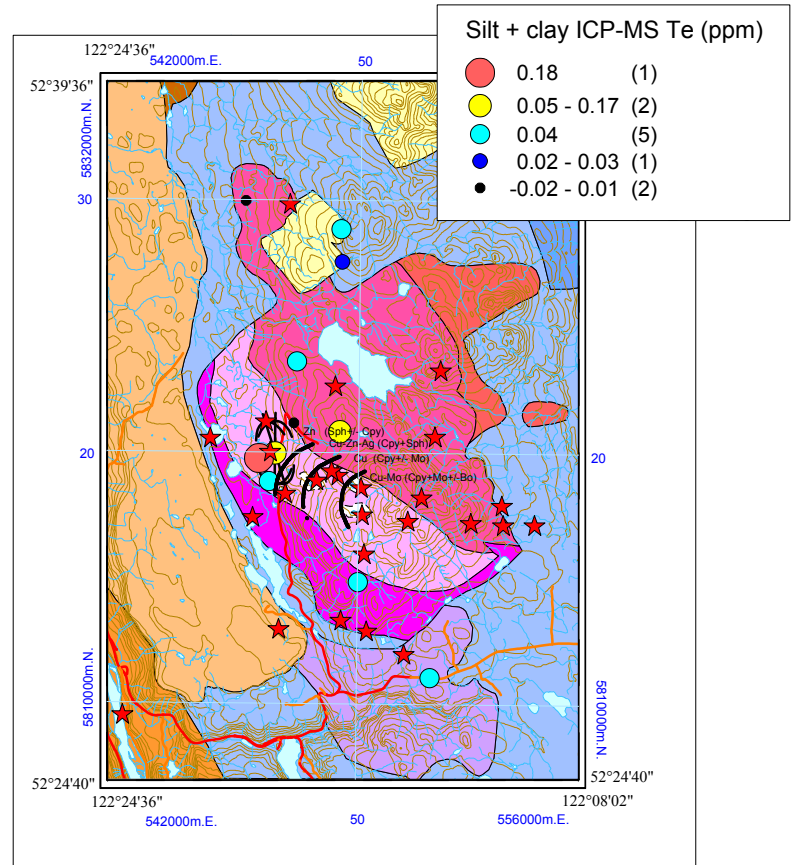 Silt + clay ICP-MS Te (ppm)
0.18 (1)
0.05 - 0.17 (2)
0.04 (5)
0.02 - 0.03 (1)
-0.02 - 0.01 (2)
122°24'36"
542000m.E. 50
52°39'36"
5832000m.N.
30
Zn (Sph+/- Cpy)
Cu-Zn-Ag (Cpy+Sph)
Cu (Cpy+/- Mo)
20 20
Cu-Mo (Cpy+Mo+/-Bo)
5810000m.N. 5810000m.N.
52°24'40" 52°24'40"
122°24'36" 122°08'02"
542000m.E. 50 556000m.E.